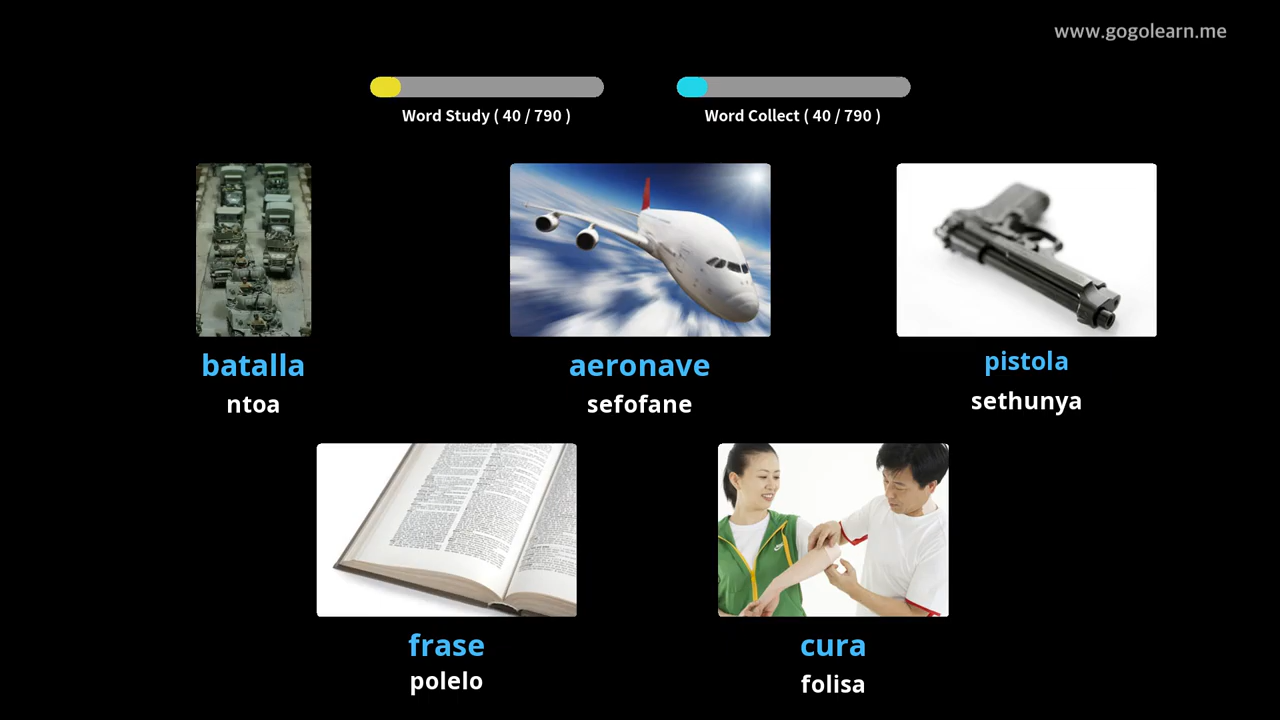 www.gogolearn.me
Word Study ( 40 / 790 )
Word Collect ( 40 / 790 )
batalla
ntoa
aeronave
sefofane
pistola
sethunya
frase
polelo
cura
folisa